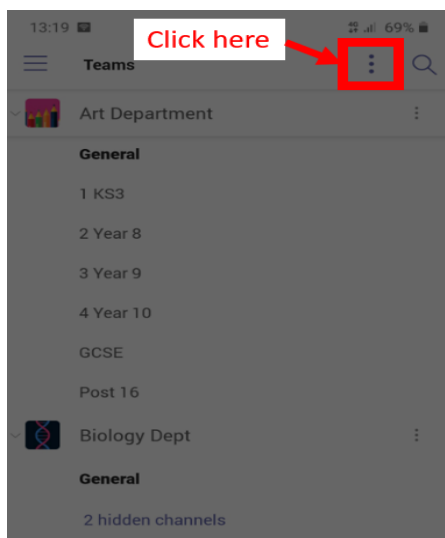 13:19 4G 69%
Click here
Teams
Art Department
General
1 KS3
2 Year 8
3 Year 9
4 Year 10
GCSE
Post 16
Biology Dept
General
2 hidden channels